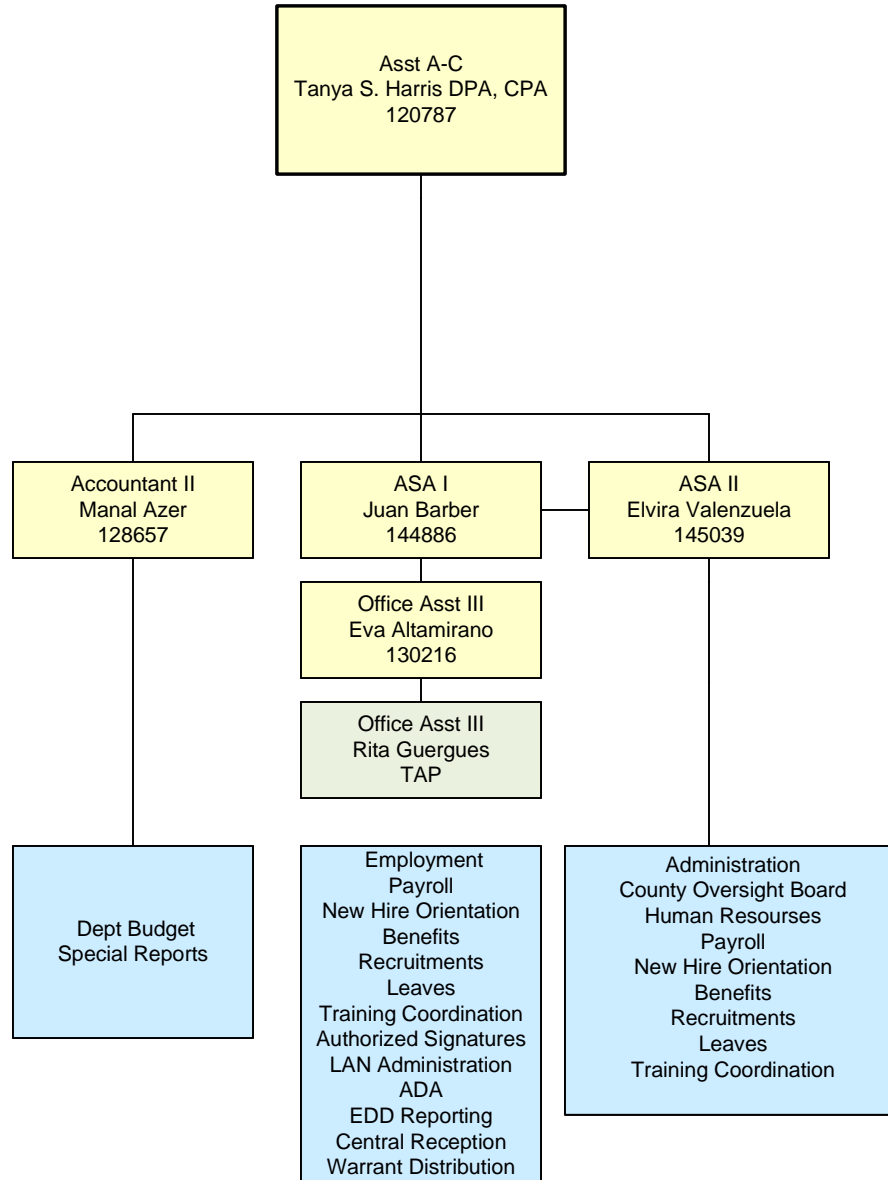 Asst A-C
Tanya S. Harris DPA, CPA
120787
Accountant II
Manal Azer
128657
ASA I
Juan Barber
144886
ASA II
Elvira Valenzuela
145039
Office Asst III
Eva Altamirano
130216
Office Asst III
Rita Guergues
TAP
Dept Budget
Special Reports
Employment
Payroll
New Hire Orientation
Benefits
Recruitments
Leaves
Training Coordination
Authorized Signatures
LAN Administration
ADA
EDD Reporting
Central Reception
Warrant Distribution
Administration
County Oversight Board
Human Resourses
Payroll
New Hire Orientation
Benefits
Recruitments
Leaves
Training Coordination